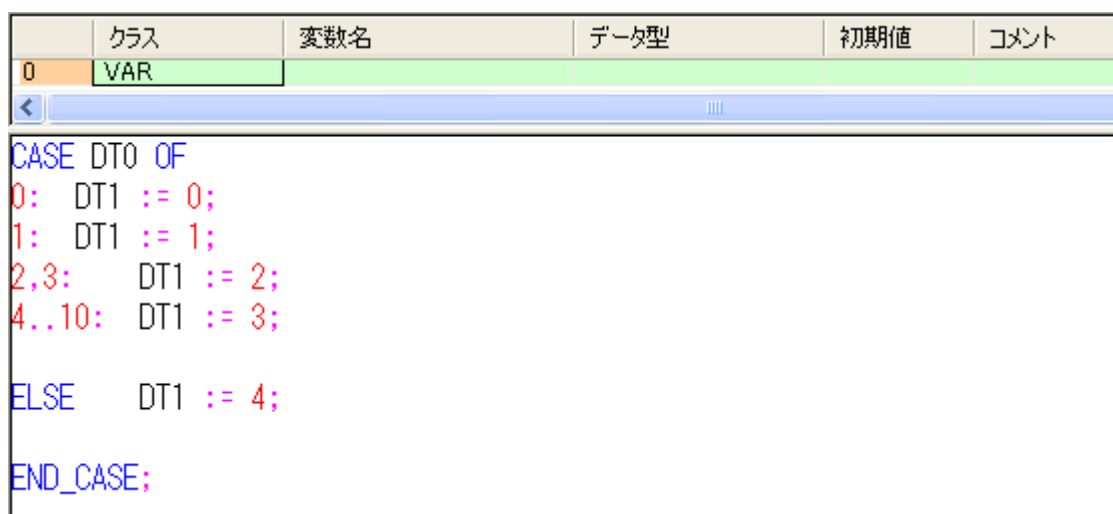 クラス 変数名 データ型 初期値 コメント
0 VAR
CASE DT0 OF
0: DT1 := 0;
1: DT1 := 1;
2,3: DT1 := 2;
4..10: DT1 := 3;
ELSE DT1 := 4;
END_CASE;